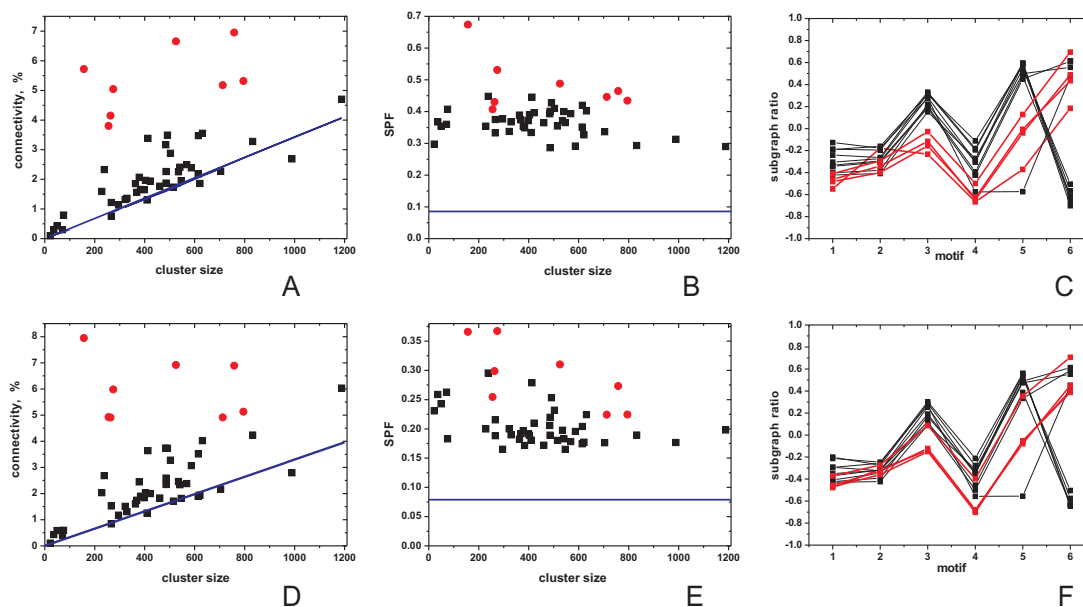 7
6
5
4
3
2
1
0
connectivity, %
0 200 400 600 800 1000 1200
cluster size
A
0.7
0.6
0.5
0.4
0.3
0.2
0.1
0.0
SPF
0 200 400 600 800 1000 1200
cluster size
B
1.0
0.8
0.6
0.4
0.2
0.0
-0.2
-0.4
-0.6
-0.8
-1.0
subgraph ratio
1 2 3 4 5 6
motif
C
8
7
6
5
4
3
2
1
0
connectivity, %
0 200 400 600 800 1000 1200
cluster size
D
0.35
0.30
0.25
0.20
0.15
0.10
0.05
0.00
SPF
0 200 400 600 800 1000 1200
cluster size
E
1.0
0.8
0.6
0.4
0.2
0.0
-0.2
-0.4
-0.6
-0.8
-1.0
subgraph ratio
1 2 3 4 5 6
motif
F